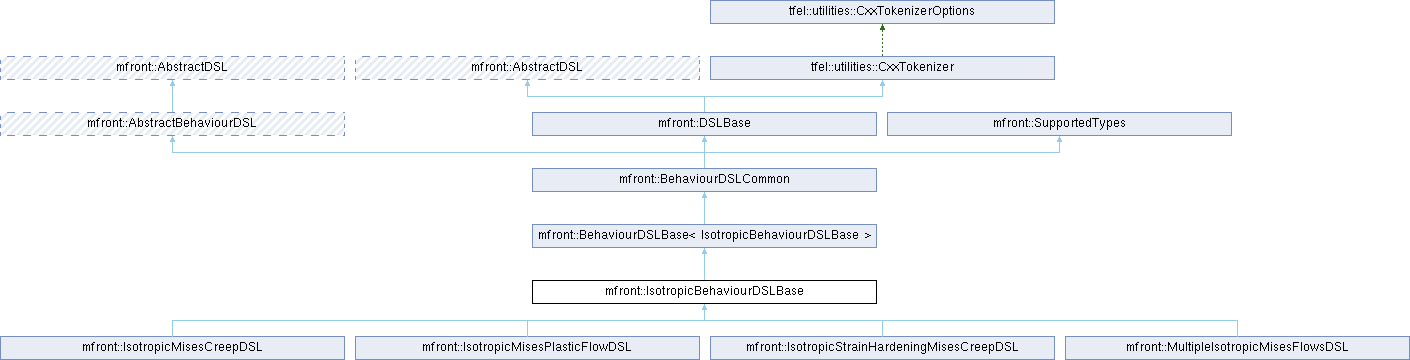 tfel::utilities::CxxTokenizerOptions
mfront::AbstractDSL
mfront::AbstractDSL
tfel::utilities::CxxTokenizer
mfront::AbstractBehaviourDSL
mfront::DSLBase
mfront::SupportedTypes
mfront::BehaviourDSLCommon
mfront::BehaviourDSLBase< IsotropicBehaviourDSLBase >
mfront::IsotropicBehaviourDSLBase
mfront::IsotropicMisesCreepDSL
mfront::IsotropicMisesPlasticFlowDSL
mfront::IsotropicStrainHardeningMisesCreepDSL
mfront::MultipleIsotropicMisesFlowsDSL